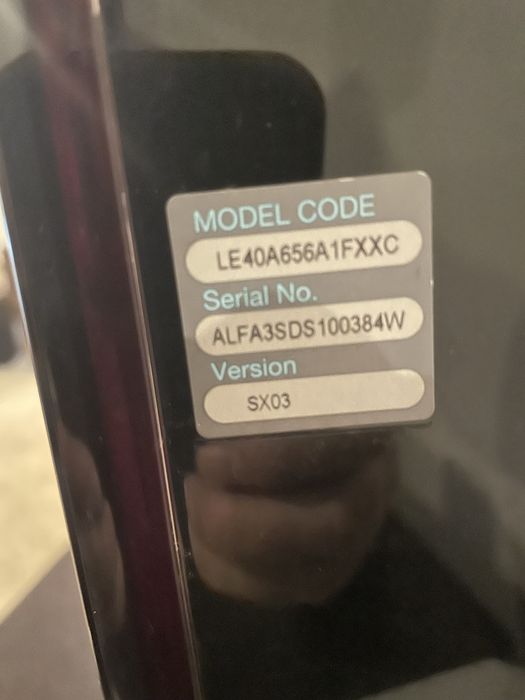 MODEL CODE
LE40A656A1FXXC
Serial No.
ALFA3SDS100384W
Version
SX03